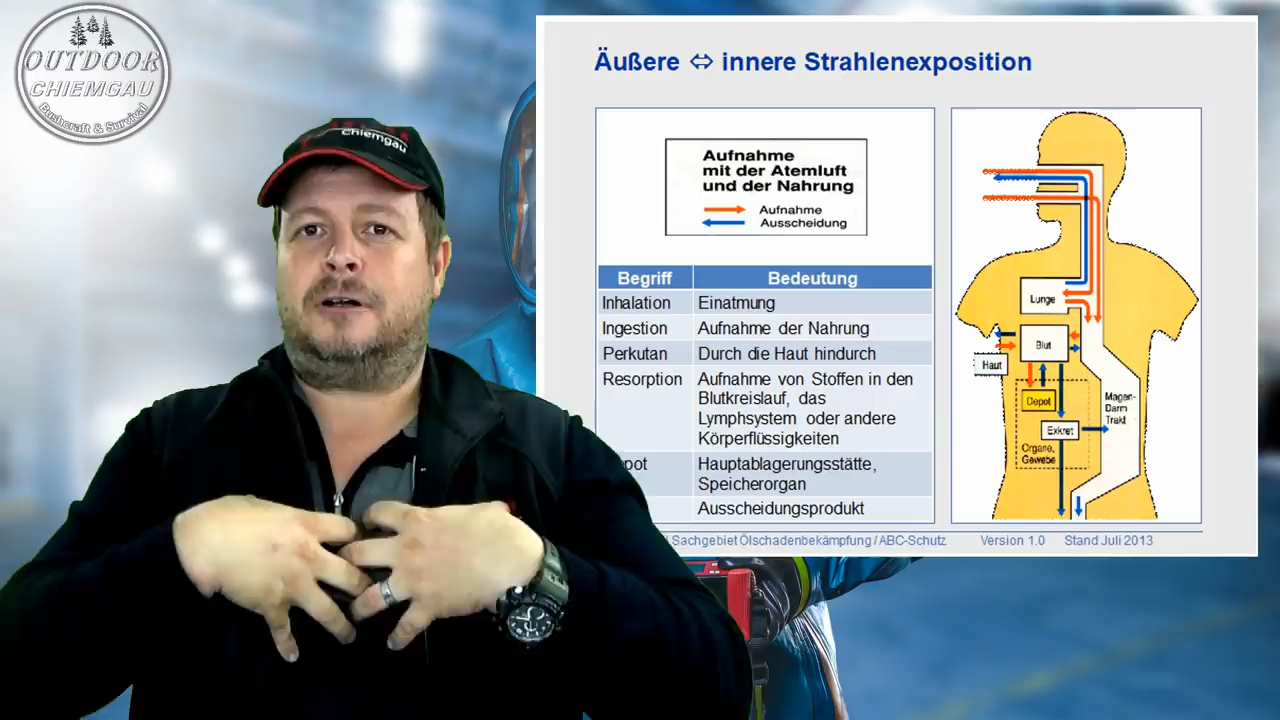 OUTDOOR
CHIEMGAU
Bushcraft & Survival
Chiemgau
Äußere ⇔ innere Strahlenexposition
Aufnahme
mit der Atemluft
und der Nahrung
Aufnahme
Ausscheidung
Begriff Bedeutung
Inhalation Einatmung
Ingestion Aufnahme der Nahrung
Perkutan Durch die Haut hindurch
Resorption Aufnahme von Stoffen in den
Blutkreislauf, das
Lymphsystem oder andere
Körperflüssigkeiten
pot Hauptablagerungsstätte,
Speicherorgan
Ausscheidungsprodukt
Lunge
Blut
Haut
Depot
Exkret
Organe,
Gewebe
Magen-
Darm
Trakt
/ Sachgebiet Ölschadenbekämpfung / ABC-Schutz Version 1.0 Stand Juli 2013